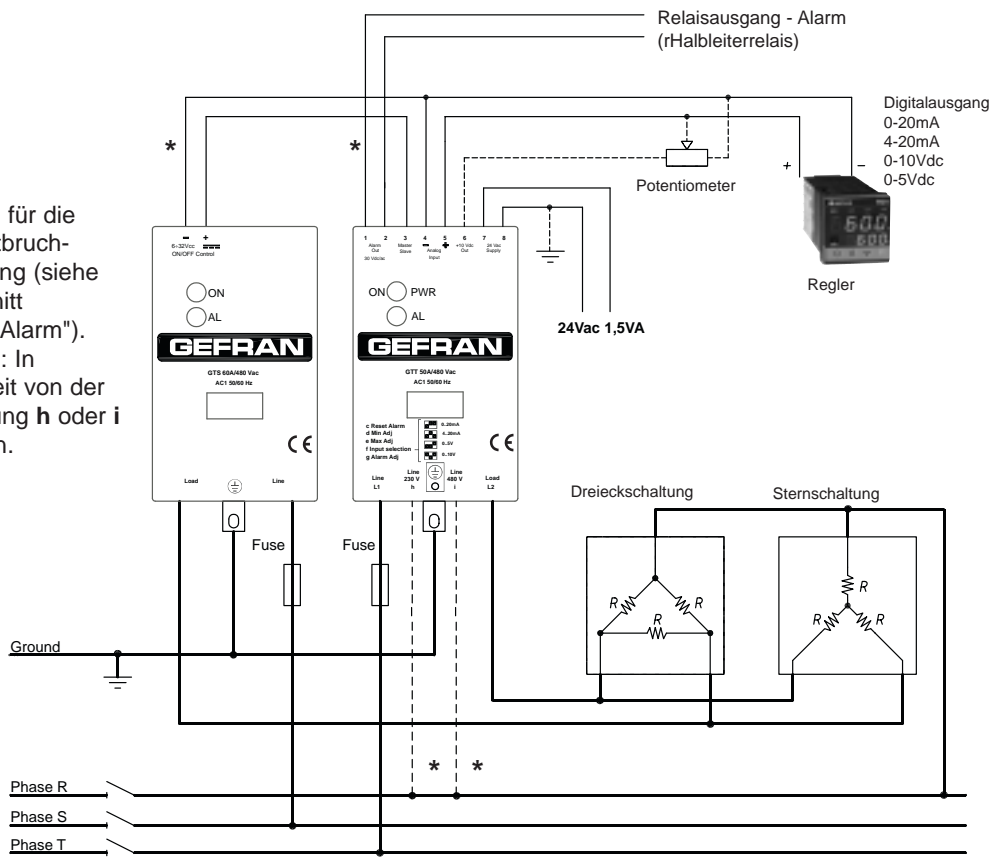 Relaisausgang - Alarm
(rHalbleiterrelais)
Digitalausgang
0-20mA
4-20mA
0-10Vdc
0-5Vdc
*
*
+
–
Potentiometer
Regler
für die
tbruch-
ng (siehe
nitt
Alarm").
: In
eit von der
ung h oder i
n.
– +
6÷32Vcc
ON/OFF Control
ON
AL
GEFRAN
GTS 60A/480 Vac
AC1 50/60 Hz
CE
Load
Line
1 2 3 4 5 6 7 8
Alarm Out
30 Vdc/ac
Master Slave
– +
Analog Input
+10 Vdc Out
24 Vac Supply
ON PWR
AL
GEFRAN
GTT 50A/480 Vac
AC1 50/60 Hz
c Reset Alarm
d Min Adj
e Max Adj
f Input selection
g Alarm Adj
0..20mA
4..20mA
0..5V
0..10V
CE
Line L1
Line 230 V h
Line 480 V i
Load L2
24Vac 1,5VA
Fuse
Fuse
Dreieckschaltung
Sternschaltung
R
R
R
R
R
R
Ground
*
*
Phase R
Phase S
Phase T